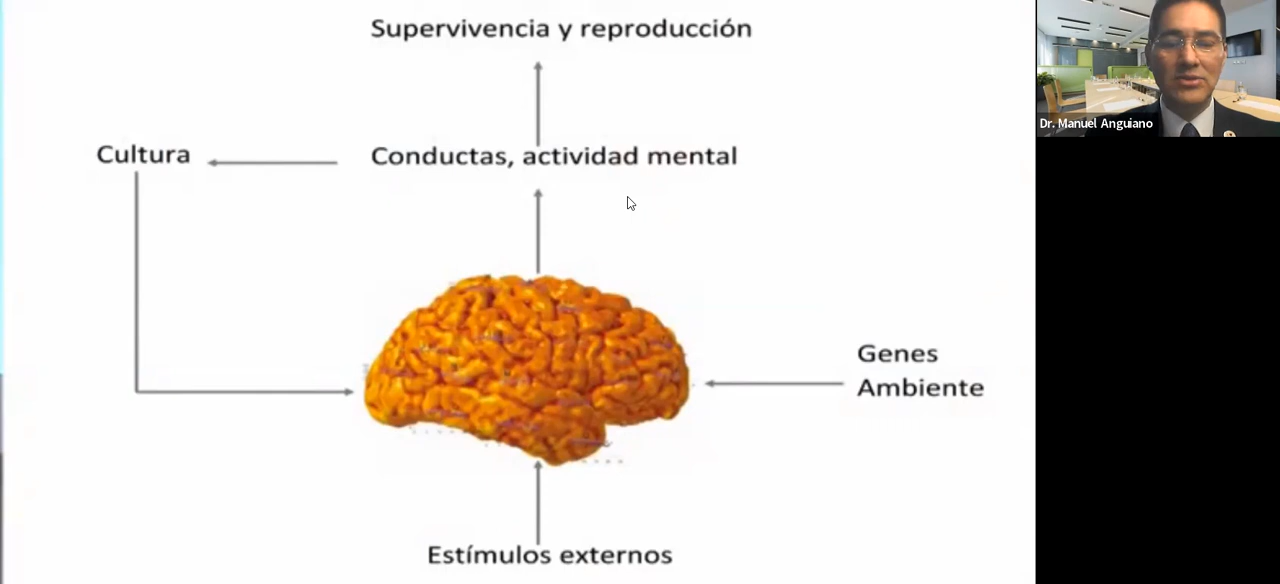 Supervivencia y reproducción
Cultura
Conductas, actividad mental
Genes
Ambiente
Estímulos externos
Dr. Manuel Anguiano